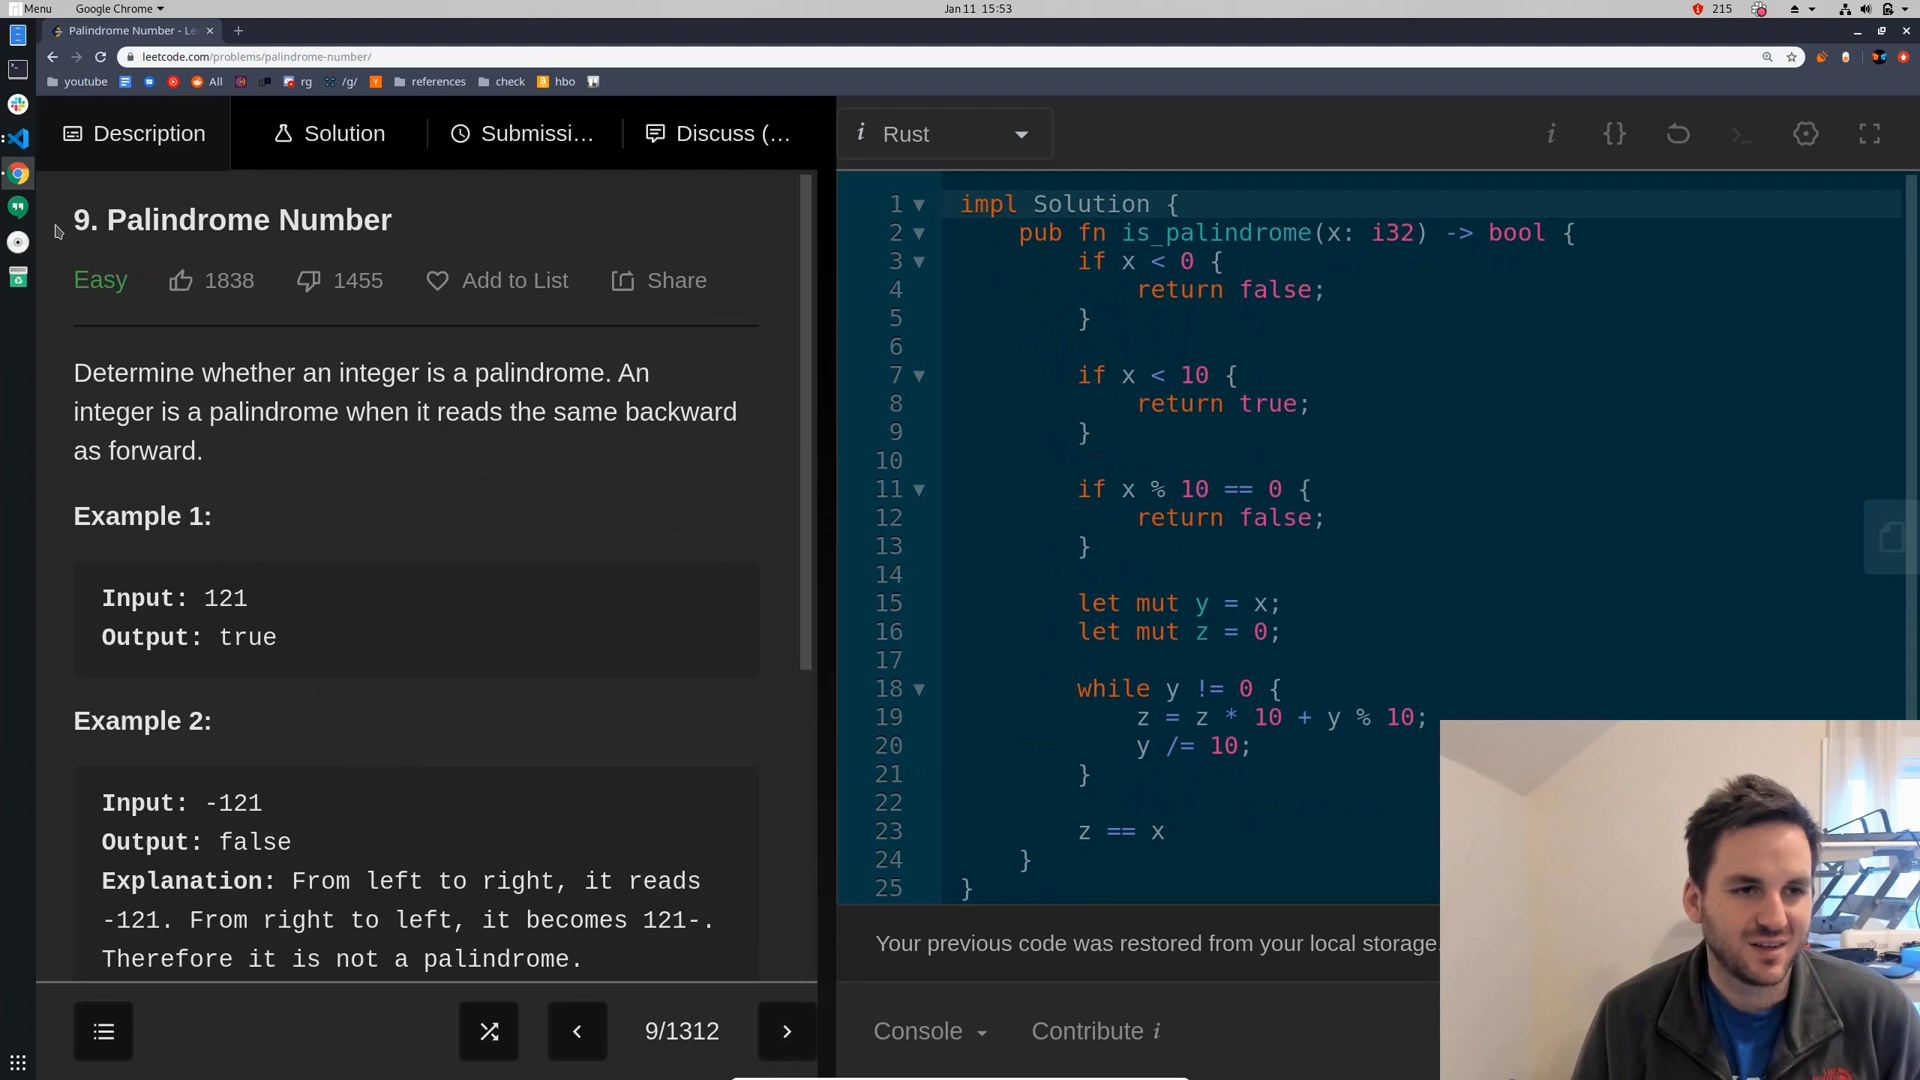 Menu Google Chrome Jan 11 15:53 215
Palindrome Number - Le
leetcode.com/problems/palindrome-number/
youtube All rg /g/ references check hbo
Description Solution Submissi... Discuss (...
9. Palindrome Number
Easy 1838 1455 Add to List Share
Determine whether an integer is a palindrome. An
integer is a palindrome when it reads the same backward
as forward.
Example 1:
Input: 121
Output: true
Example 2:
Input: -121
Output: false
Explanation: From left to right, it reads
-121. From right to left, it becomes 121-.
Therefore it is not a palindrome.
9/1312
Rust
1 impl Solution {
2 pub fn is_palindrome(x: i32) -> bool {
3 if x < 0 {
4 return false;
5 }
6
7 if x < 10 {
8 return true;
9 }
10
11 if x % 10 == 0 {
12 return false;
13 }
14
15 let mut y = x;
16 let mut z = 0;
17
18 while y != 0 {
19 z = z * 10 + y % 10;
20 y /= 10;
21 }
22
23 z == x
24 }
25 }
Your previous code was restored from your local storage.
Console Contribute i